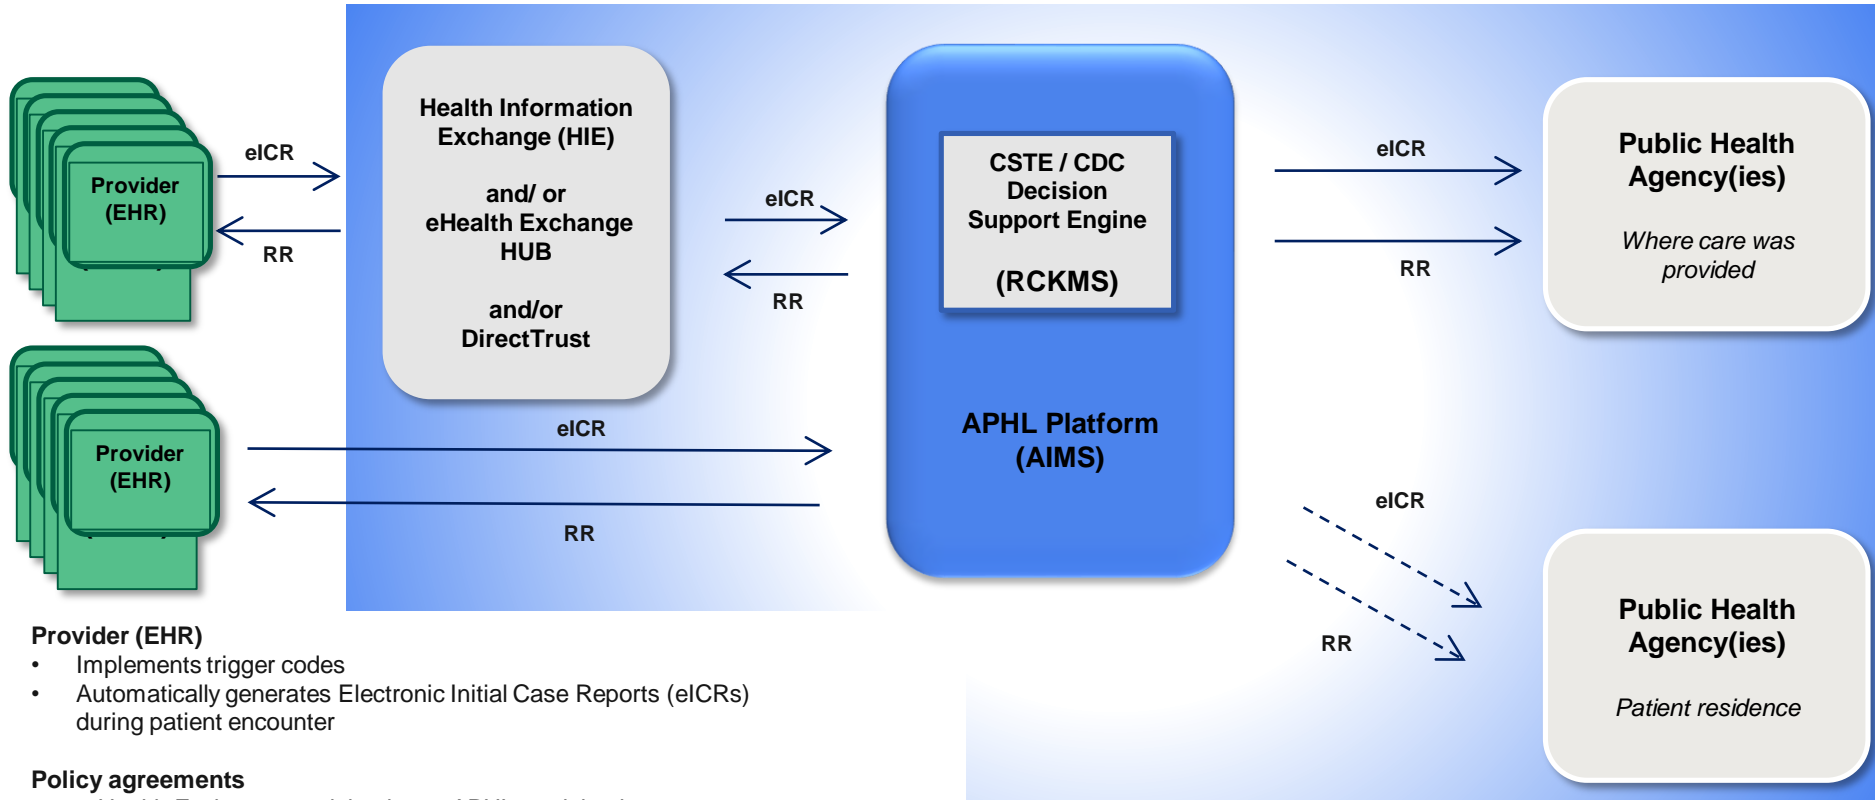 Provider
(EHR)
eICR
RR
Health Information
Exchange (HIE)
and/ or
eHealth Exchange
HUB
and/or
DirectTrust
eICR
RR
CSTE / CDC
Decision
Support Engine
(RCKMS)
APHL Platform
(AIMS)
eICR
RR
Public Health
Agency(ies)
Where care was
provided
Provider
(EHR)
eICR
RR
eICR
RR
Public Health
Agency(ies)
Patient residence
Provider (EHR)
• Implements trigger codes
• Automatically generates Electronic Initial Case Reports (eICRs)
during patient encounter
Policy agreements